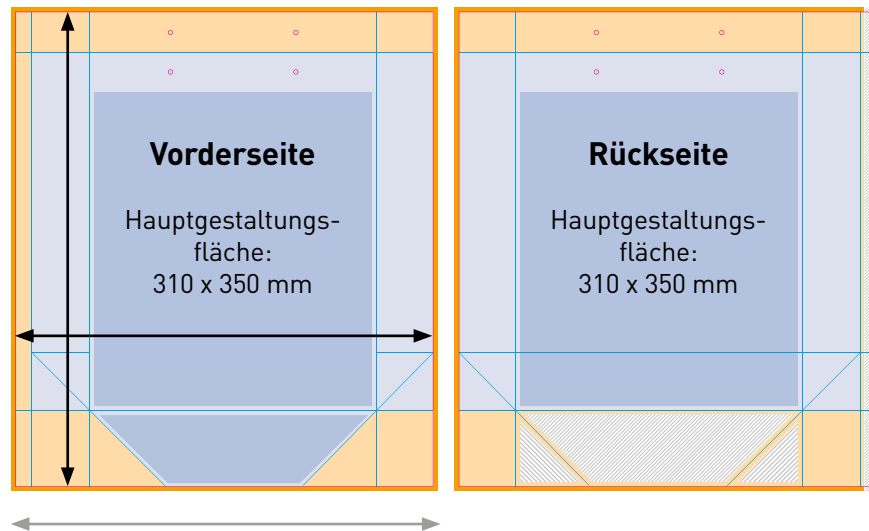 Vorderseite
Hauptgestaltungs-
fläche:
310 x 350 mm
Rückseite
Hauptgestaltungs-
fläche:
310 x 350 mm